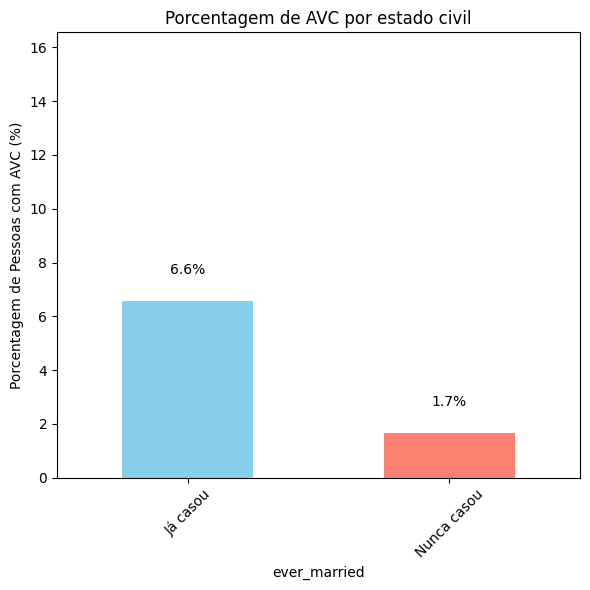 Porcentagem de AVC por estado civil
Porcentagem de Pessoas com AVC (%)
16
14
12
10
8
6
4
2
0
6.6%
1.7%
Já casou
Nunca casou
ever_married